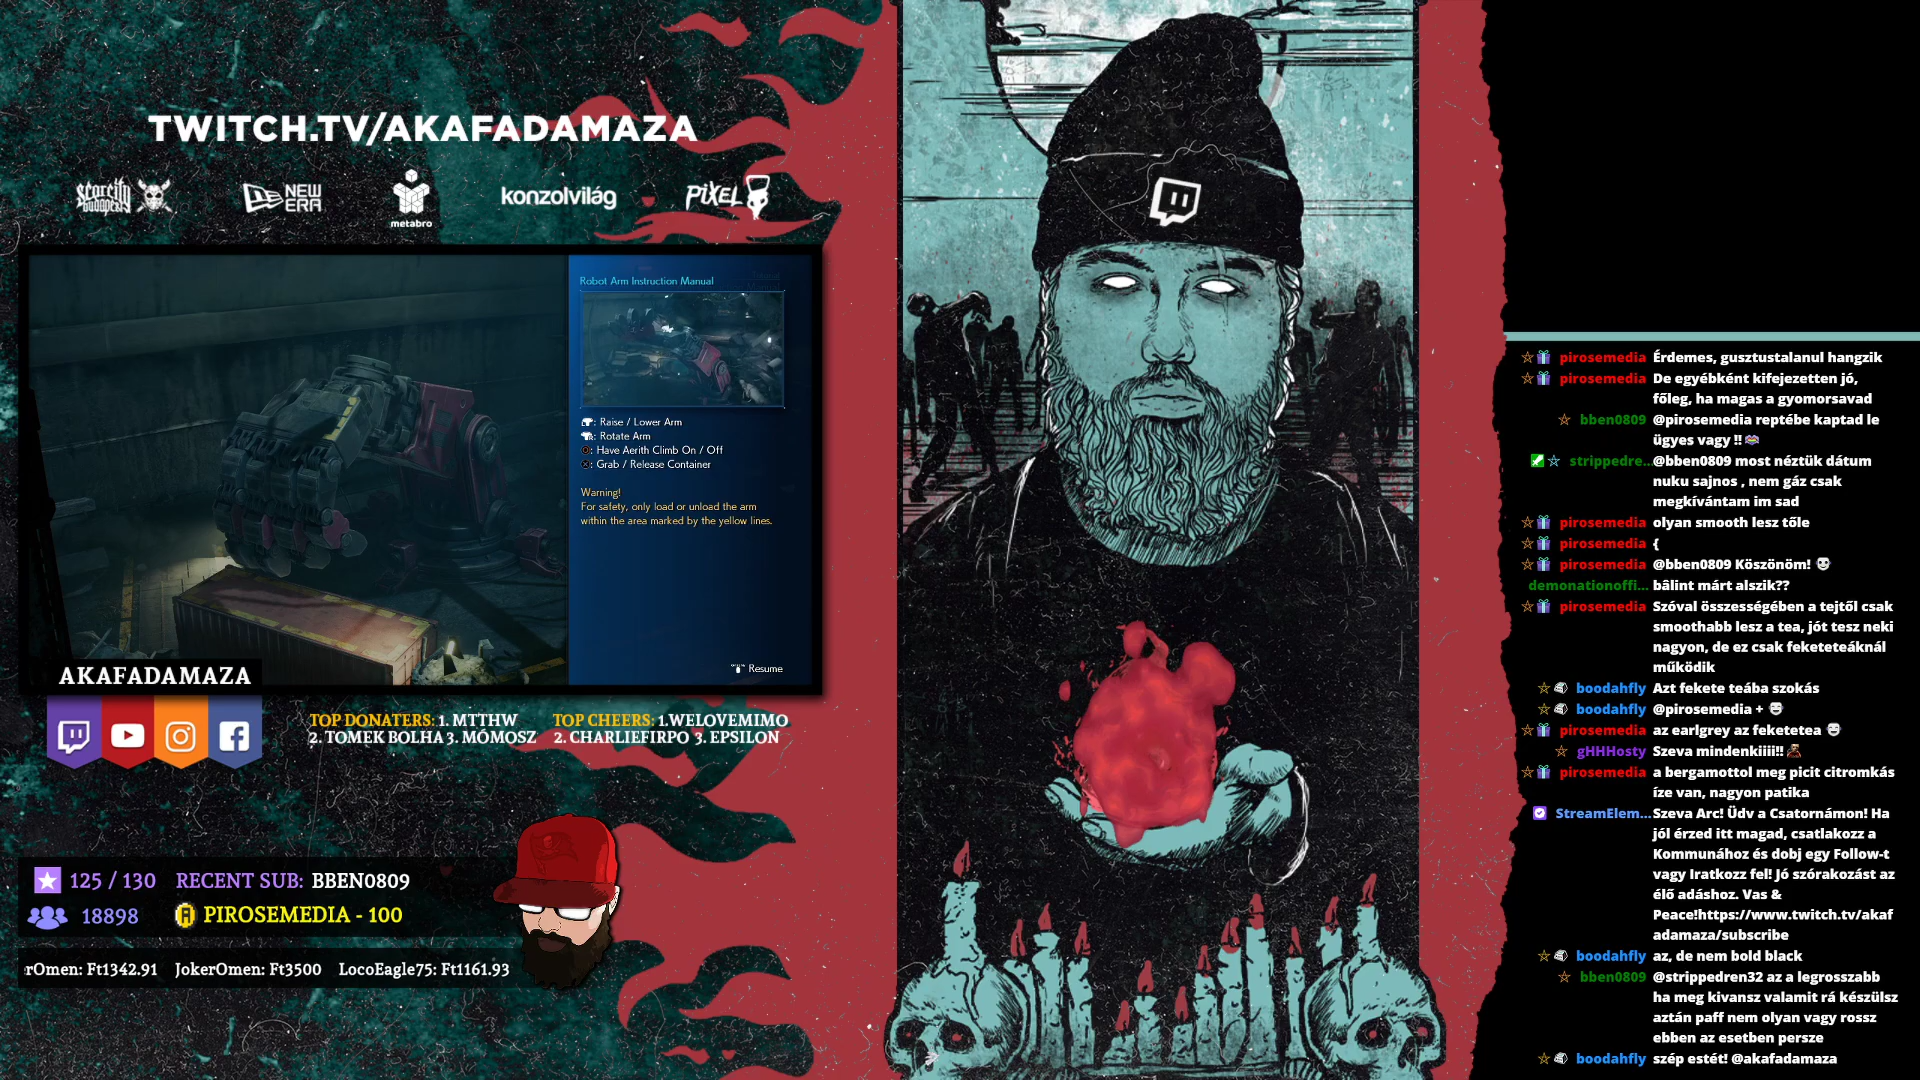 TWITCH.TV/AKAFADAMAZA
scarcity budapest
NEW ERA
metabro
konzolvilág
PIXEL
Robot Arm Instruction Manual
: Raise / Lower Arm
: Rotate Arm
: Have Aerith Climb On / Off
: Grab / Release Container
Warning!
For safety, only load or unload the arm
within the area marked by the yellow lines.
Resume
AKAFADAMAZA
TOP DONATERS: 1. MTTHW
2. TOMEK BOLHA 3. MÓMOSZ
TOP CHEERS: 1.WELOVEMIMO
2. CHARLIEFIRPO 3. EPSILON
125 / 130 RECENT SUB: BBEN0809
18898 PIROSEMEDIA - 100
rOmen: Ft1342.91 JokerOmen: Ft3500 LocoEagle75: Ft1161.93
pirosemedia Érdemes, gusztustalanul hangzik
pirosemedia De egyébként kifejezetten jó,
főleg, ha magas a gyomorsavad
bben0809 @pirosemedia reptébe kaptad le
ügyes vagy !!
strippedre... @bben0809 most néztük dátum
nuku sajnos , nem gáz csak
megkívántam im sad
pirosemedia olyan smooth lesz tőle
pirosemedia {
pirosemedia @bben0809 Köszönöm!
demonationoffi... bâlint márt alszik??
pirosemedia Szóval összességében a tejtől csak
smoothabb lesz a tea, jót tesz neki
nagyon, de ez csak feketeteáknál
működik
boodahfly Azt fekete teába szokás
boodahfly @pirosemedia +
pirosemedia az earlgrey az feketetea
gHHHosty Szeva mindenkiiii!!
pirosemedia a bergamottol meg picit citromkás
íze van, nagyon patika
StreamElem... Szeva Arc! Üdv a Csatornámon! Ha
jól érzed itt magad, csatlakozz a
Kommunához és dobj egy Follow-t
vagy Iratkozz fel! Jó szórakozást az
élő adáshoz. Vas &
Peace!https://www.twitch.tv/akaf
adamaza/subscribe
boodahfly az, de nem bold black
bben0809 @strippedren32 az a legrosszabb
ha meg kivansz valamit rá készülsz
aztán paff nem olyan vagy rossz
ebben az esetben persze
boodahfly szép estét! @akafadamaza